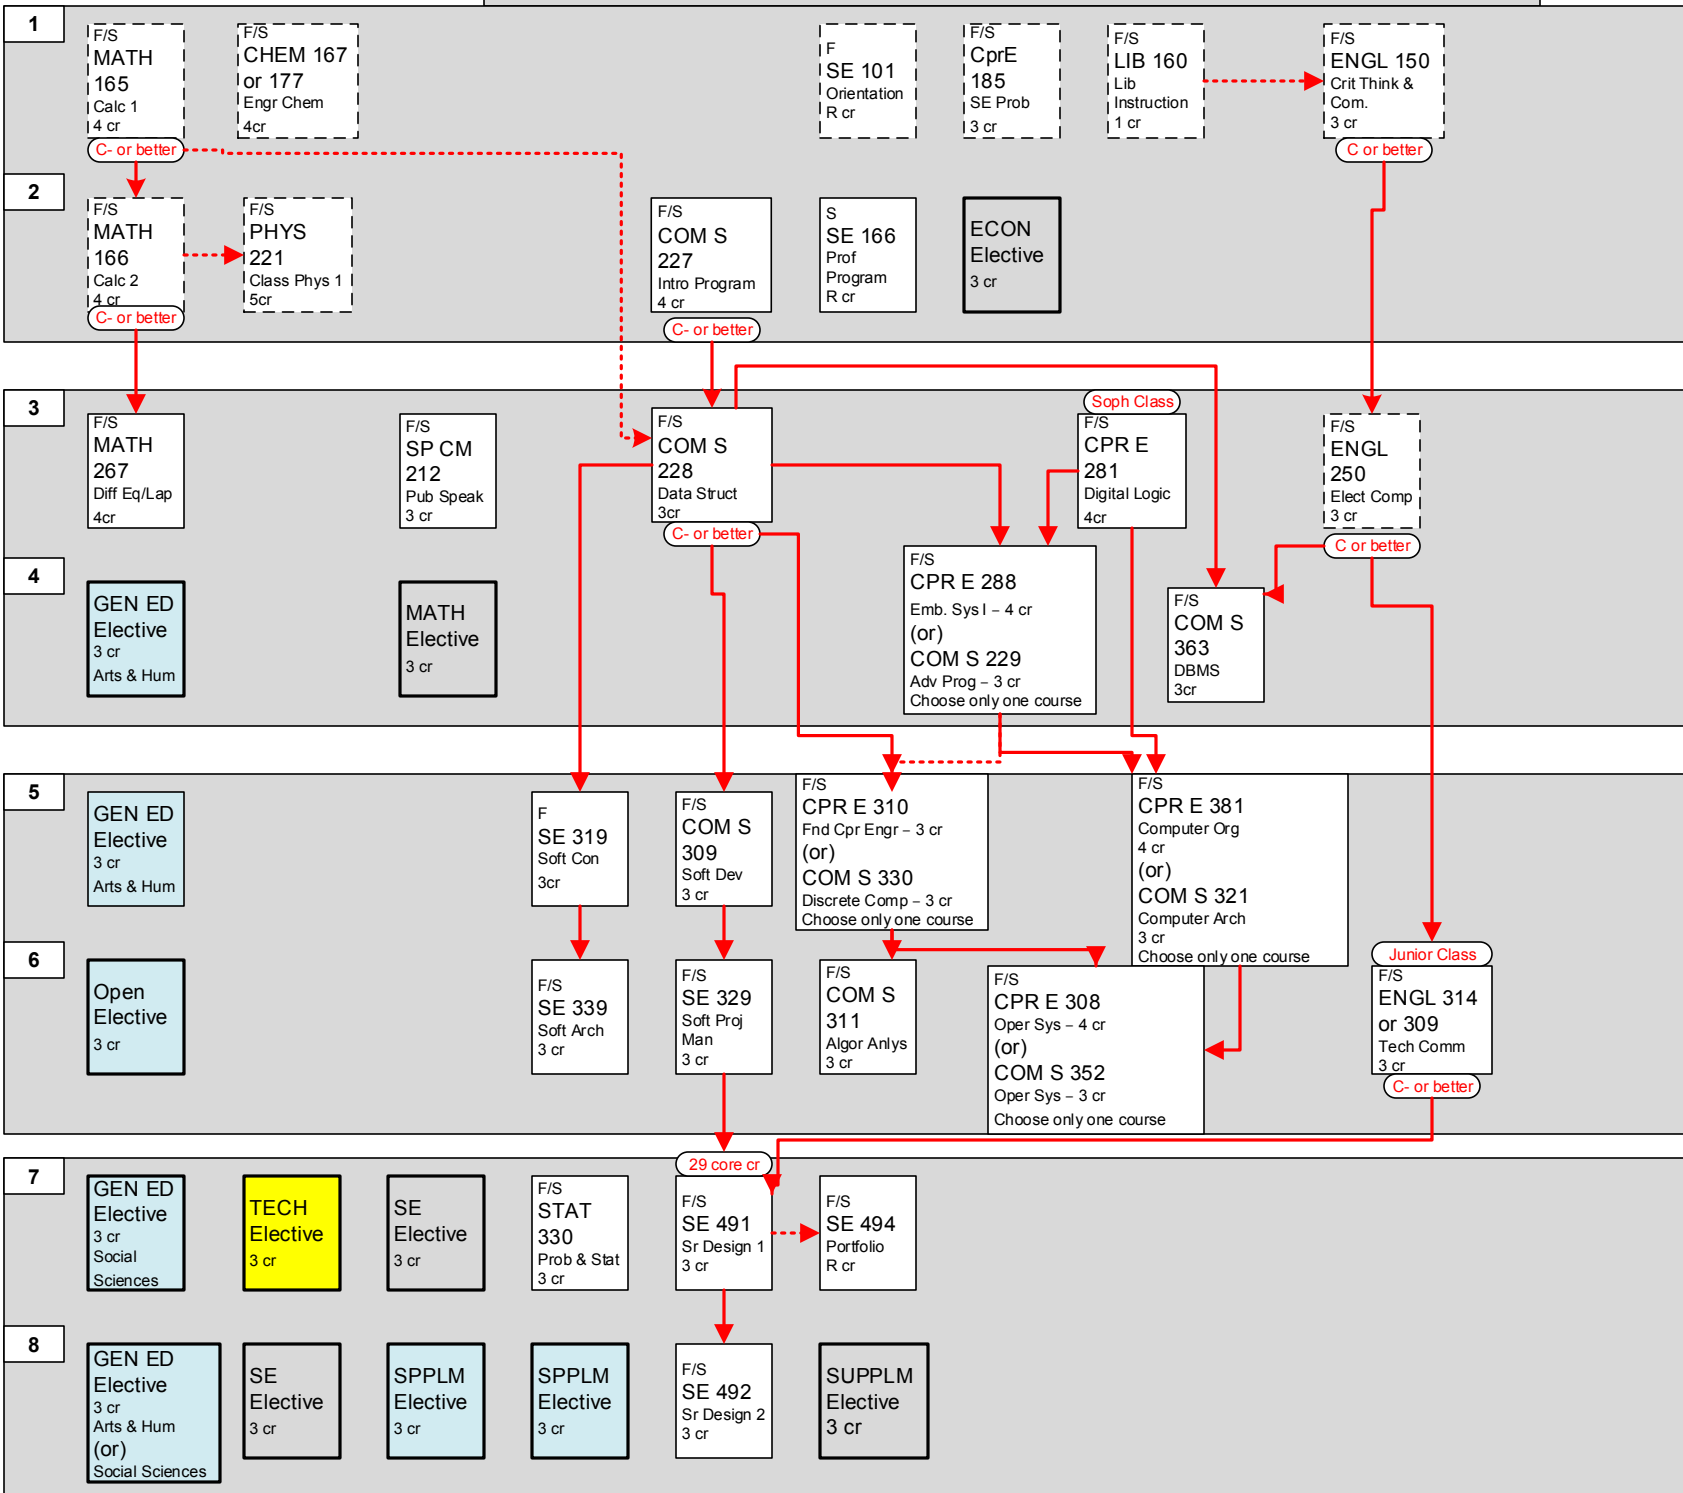 1
F/S
MATH
165
Calc 1
4 cr
C- or better
F/S
CHEM 167
or 177
Engr Chem
4cr
F
SE 101
Orientation
R cr
F/S
CprE
185
SE Prob
3 cr
F/S
LIB 160
Lib
Instruction
1 cr
F/S
ENGL 150
Crit Think &
Com.
3 cr
C or better
2
F/S
MATH
166
Calc 2
4 cr
C- or better
F/S
PHYS
221
Class Phys 1
5cr
F/S
COM S
227
Intro Program
4 cr
C- or better
S
SE 166
Prof
Program
R cr
ECON
Elective
3 cr
3
F/S
MATH
267
Diff Eq/Lap
4cr
F/S
SP CM
212
Pub Speak
3 cr
F/S
COM S
228
Data Struct
3cr
C- or better
Soph Class
F/S
CPR E
281
Digital Logic
4cr
F/S
ENGL
250
Elect Comp
3 cr
C or better
4
GEN ED
Elective
3 cr
Arts & Hum
MATH
Elective
3 cr
F/S
CPR E 288
Emb. Sys I – 4 cr
(or)
COM S 229
Adv Prog – 3 cr
Choose only one course
F/S
COM S
363
DBMS
3cr
5
GEN ED
Elective
3 cr
Arts & Hum
F
SE 319
Soft Con
3cr
F/S
COM S
309
Soft Dev
3 cr
F/S
CPR E 310
Fnd Cpr Engr – 3 cr
(or)
COM S 330
Discrete Comp – 3 cr
Choose only one course
F/S
CPR E 381
Computer Org
4 cr
(or)
COM S 321
Computer Arch
3 cr
Choose only one course
6
Open
Elective
3 cr
F/S
SE 339
Soft Arch
3 cr
F/S
SE 329
Soft Proj
Man
3 cr
F/S
COM S
311
Algor Anlys
3 cr
F/S
CPR E 308
Oper Sys – 4 cr
(or)
COM S 352
Oper Sys – 3 cr
Choose only one course
Junior Class
F/S
ENGL 314
or 309
Tech Comm
3 cr
C- or better
7
GEN ED
Elective
3 cr
Social
Sciences
TECH
Elective
3 cr
SE
Elective
3 cr
F/S
STAT
330
Prob & Stat
3 cr
29 core cr
F/S
SE 491
Sr Design 1
3 cr
F/S
SE 494
Portfolio
R cr
8
GEN ED
Elective
3 cr
Arts & Hum
(or)
Social Sciences
SE
Elective
3 cr
SPPLM
Elective
3 cr
SPPLM
Elective
3 cr
F/S
SE 492
Sr Design 2
3 cr
SUPPLM
Elective
3 cr